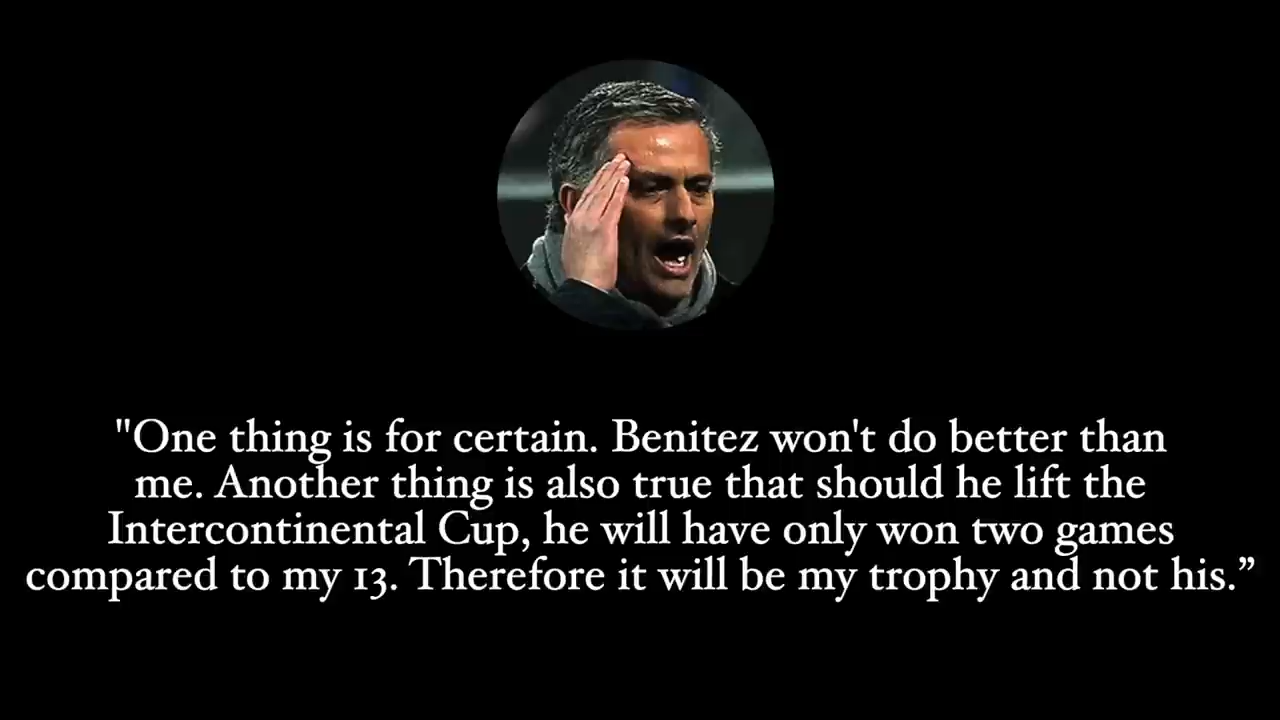 "One thing is for certain. Benitez won't do better than
me. Another thing is also true that should he lift the
Intercontinental Cup, he will have only won two games
compared to my 13. Therefore it will be my trophy and not his.”